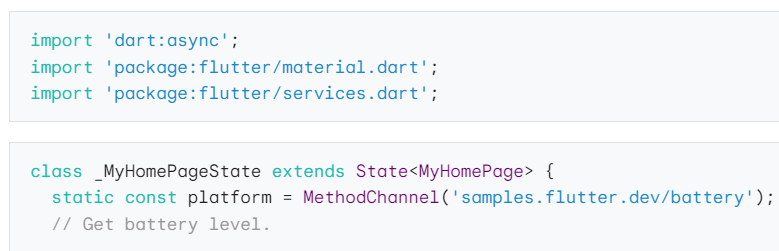 import 'dart:async';
import 'package:flutter/material.dart';
import 'package:flutter/services.dart';
class _MyHomePageState extends State<MyHomePage> {
  static const platform = MethodChannel('samples.flutter.dev/battery');
  // Get battery level.